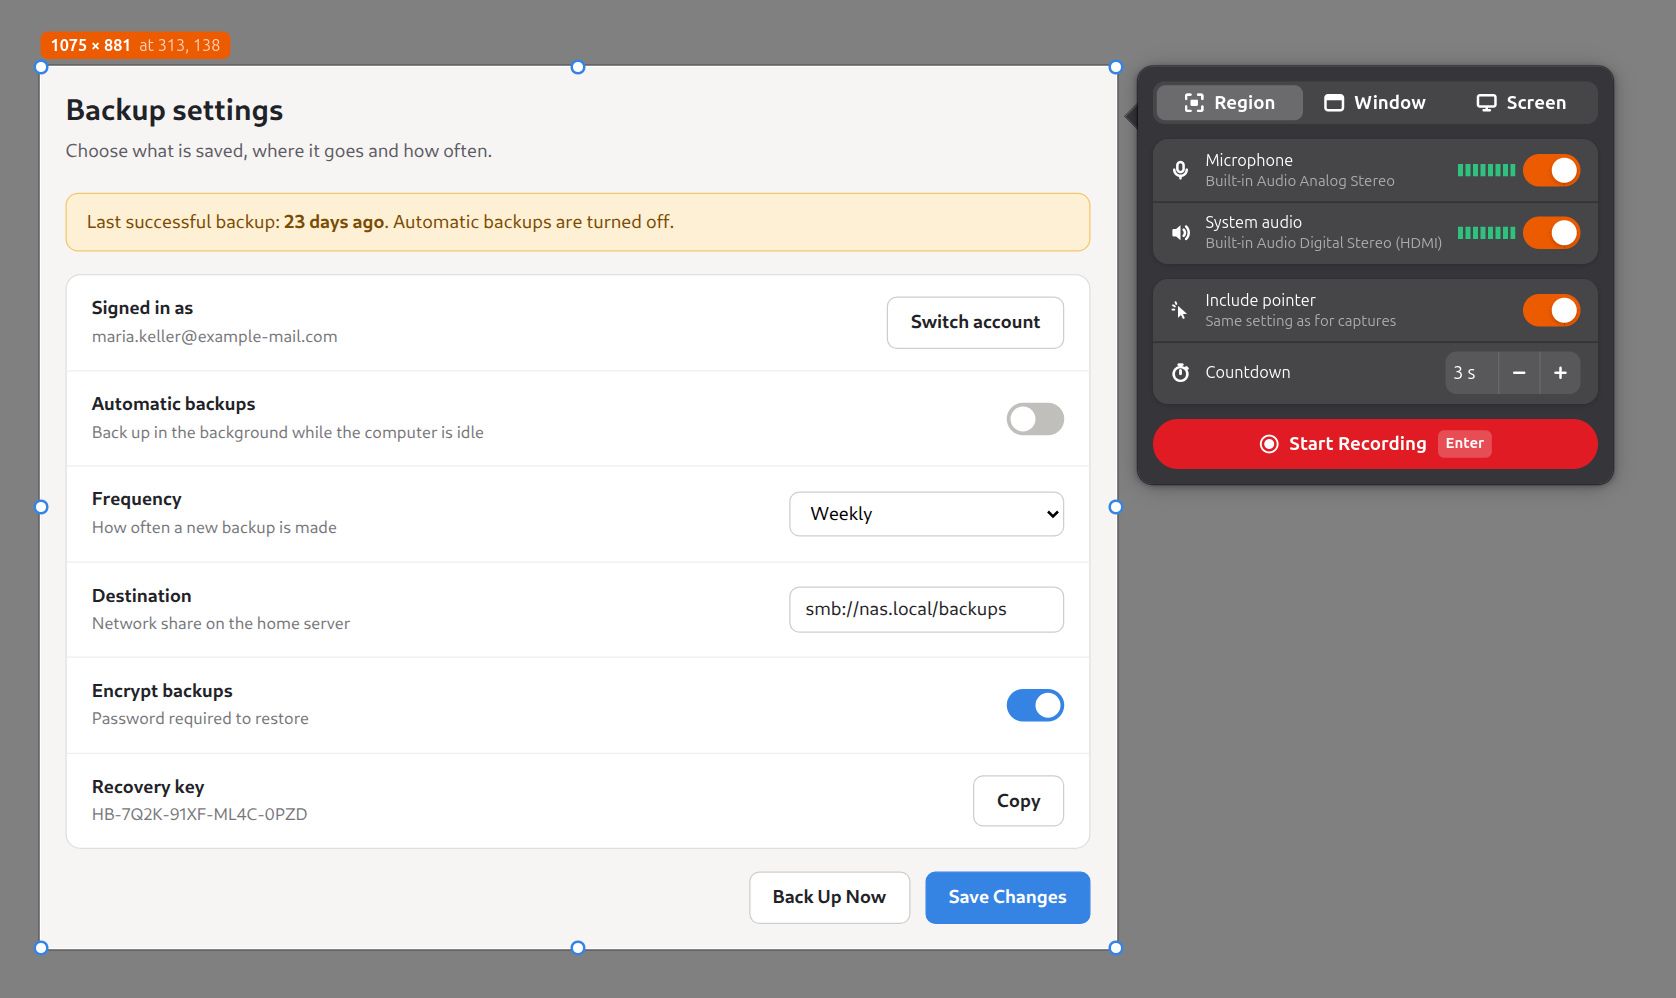 1075 × 881 at 313, 138
Backup settings
Choose what is saved, where it goes and how often.
Last successful backup: 23 days ago. Automatic backups are turned off.
Signed in as
maria.keller@example-mail.com
Switch account
Automatic backups
Back up in the background while the computer is idle
Frequency
How often a new backup is made
Weekly
Destination
Network share on the home server
smb://nas.local/backups
Encrypt backups
Password required to restore
Recovery key
HB-7Q2K-91XF-ML4C-0PZD
Copy
Back Up Now
Save Changes
Region
Window
Screen
Microphone
Built-in Audio Analog Stereo
System audio
Built-in Audio Digital Stereo (HDMI)
Include pointer
Same setting as for captures
Countdown
3 s
Start Recording
Enter